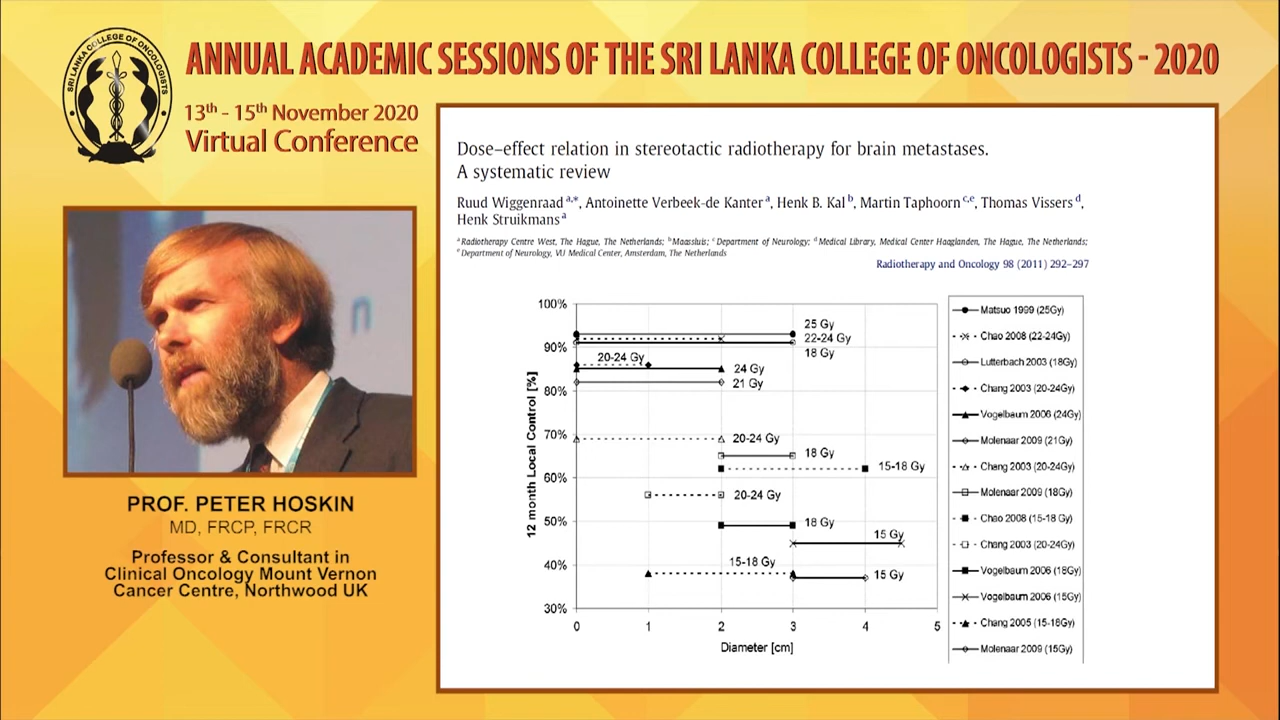 SRI LANKA COLLEGE OF ONCOLOGISTS
ANNUAL ACADEMIC SESSIONS OF THE SRI LANKA COLLEGE OF ONCOLOGISTS - 2020
13th - 15th November 2020
Virtual Conference
PROF. PETER HOSKIN
MD, FRCP, FRCR
Professor & Consultant in
Clinical Oncology Mount Vernon
Cancer Centre, Northwood UK
Dose–effect relation in stereotactic radiotherapy for brain metastases.
A systematic review
Ruud Wiggenraad a,*, Antoinette Verbeek-de Kanter a, Henk B. Kal b, Martin Taphoorn c,e, Thomas Vissers d,
Henk Struikmans a
a Radiotherapy Centre West, The Hague, The Netherlands; b Maassluis; c Department of Neurology; d Medical Library, Medical Center Haaglanden, The Hague, The Netherlands;
e Department of Neurology, VU Medical Center, Amsterdam, The Netherlands
Radiotherapy and Oncology 98 (2011) 292–297
12 month Local Control [%]
100%
90%
80%
70%
60%
50%
40%
30%
25 Gy
22-24 Gy
18 Gy
20-24 Gy
24 Gy
21 Gy
20-24 Gy
18 Gy
15-18 Gy
20-24 Gy
18 Gy
15 Gy
15-18 Gy
15 Gy
0 1 2 3 4 5
Diameter [cm]
Matsuo 1999 (25Gy)
Chao 2008 (22-24Gy)
Lutterbach 2003 (18Gy)
Chang 2003 (20-24Gy)
Vogelbaum 2006 (24Gy)
Molenaar 2009 (21Gy)
Chang 2003 (20-24Gy)
Molenaar 2009 (18Gy)
Chao 2008 (15-18 Gy)
Chang 2003 (20-24Gy)
Vogelbaum 2006 (18Gy)
Vogelbaum 2006 (15Gy)
Chang 2005 (15-18Gy)
Molenaar 2009 (15Gy)